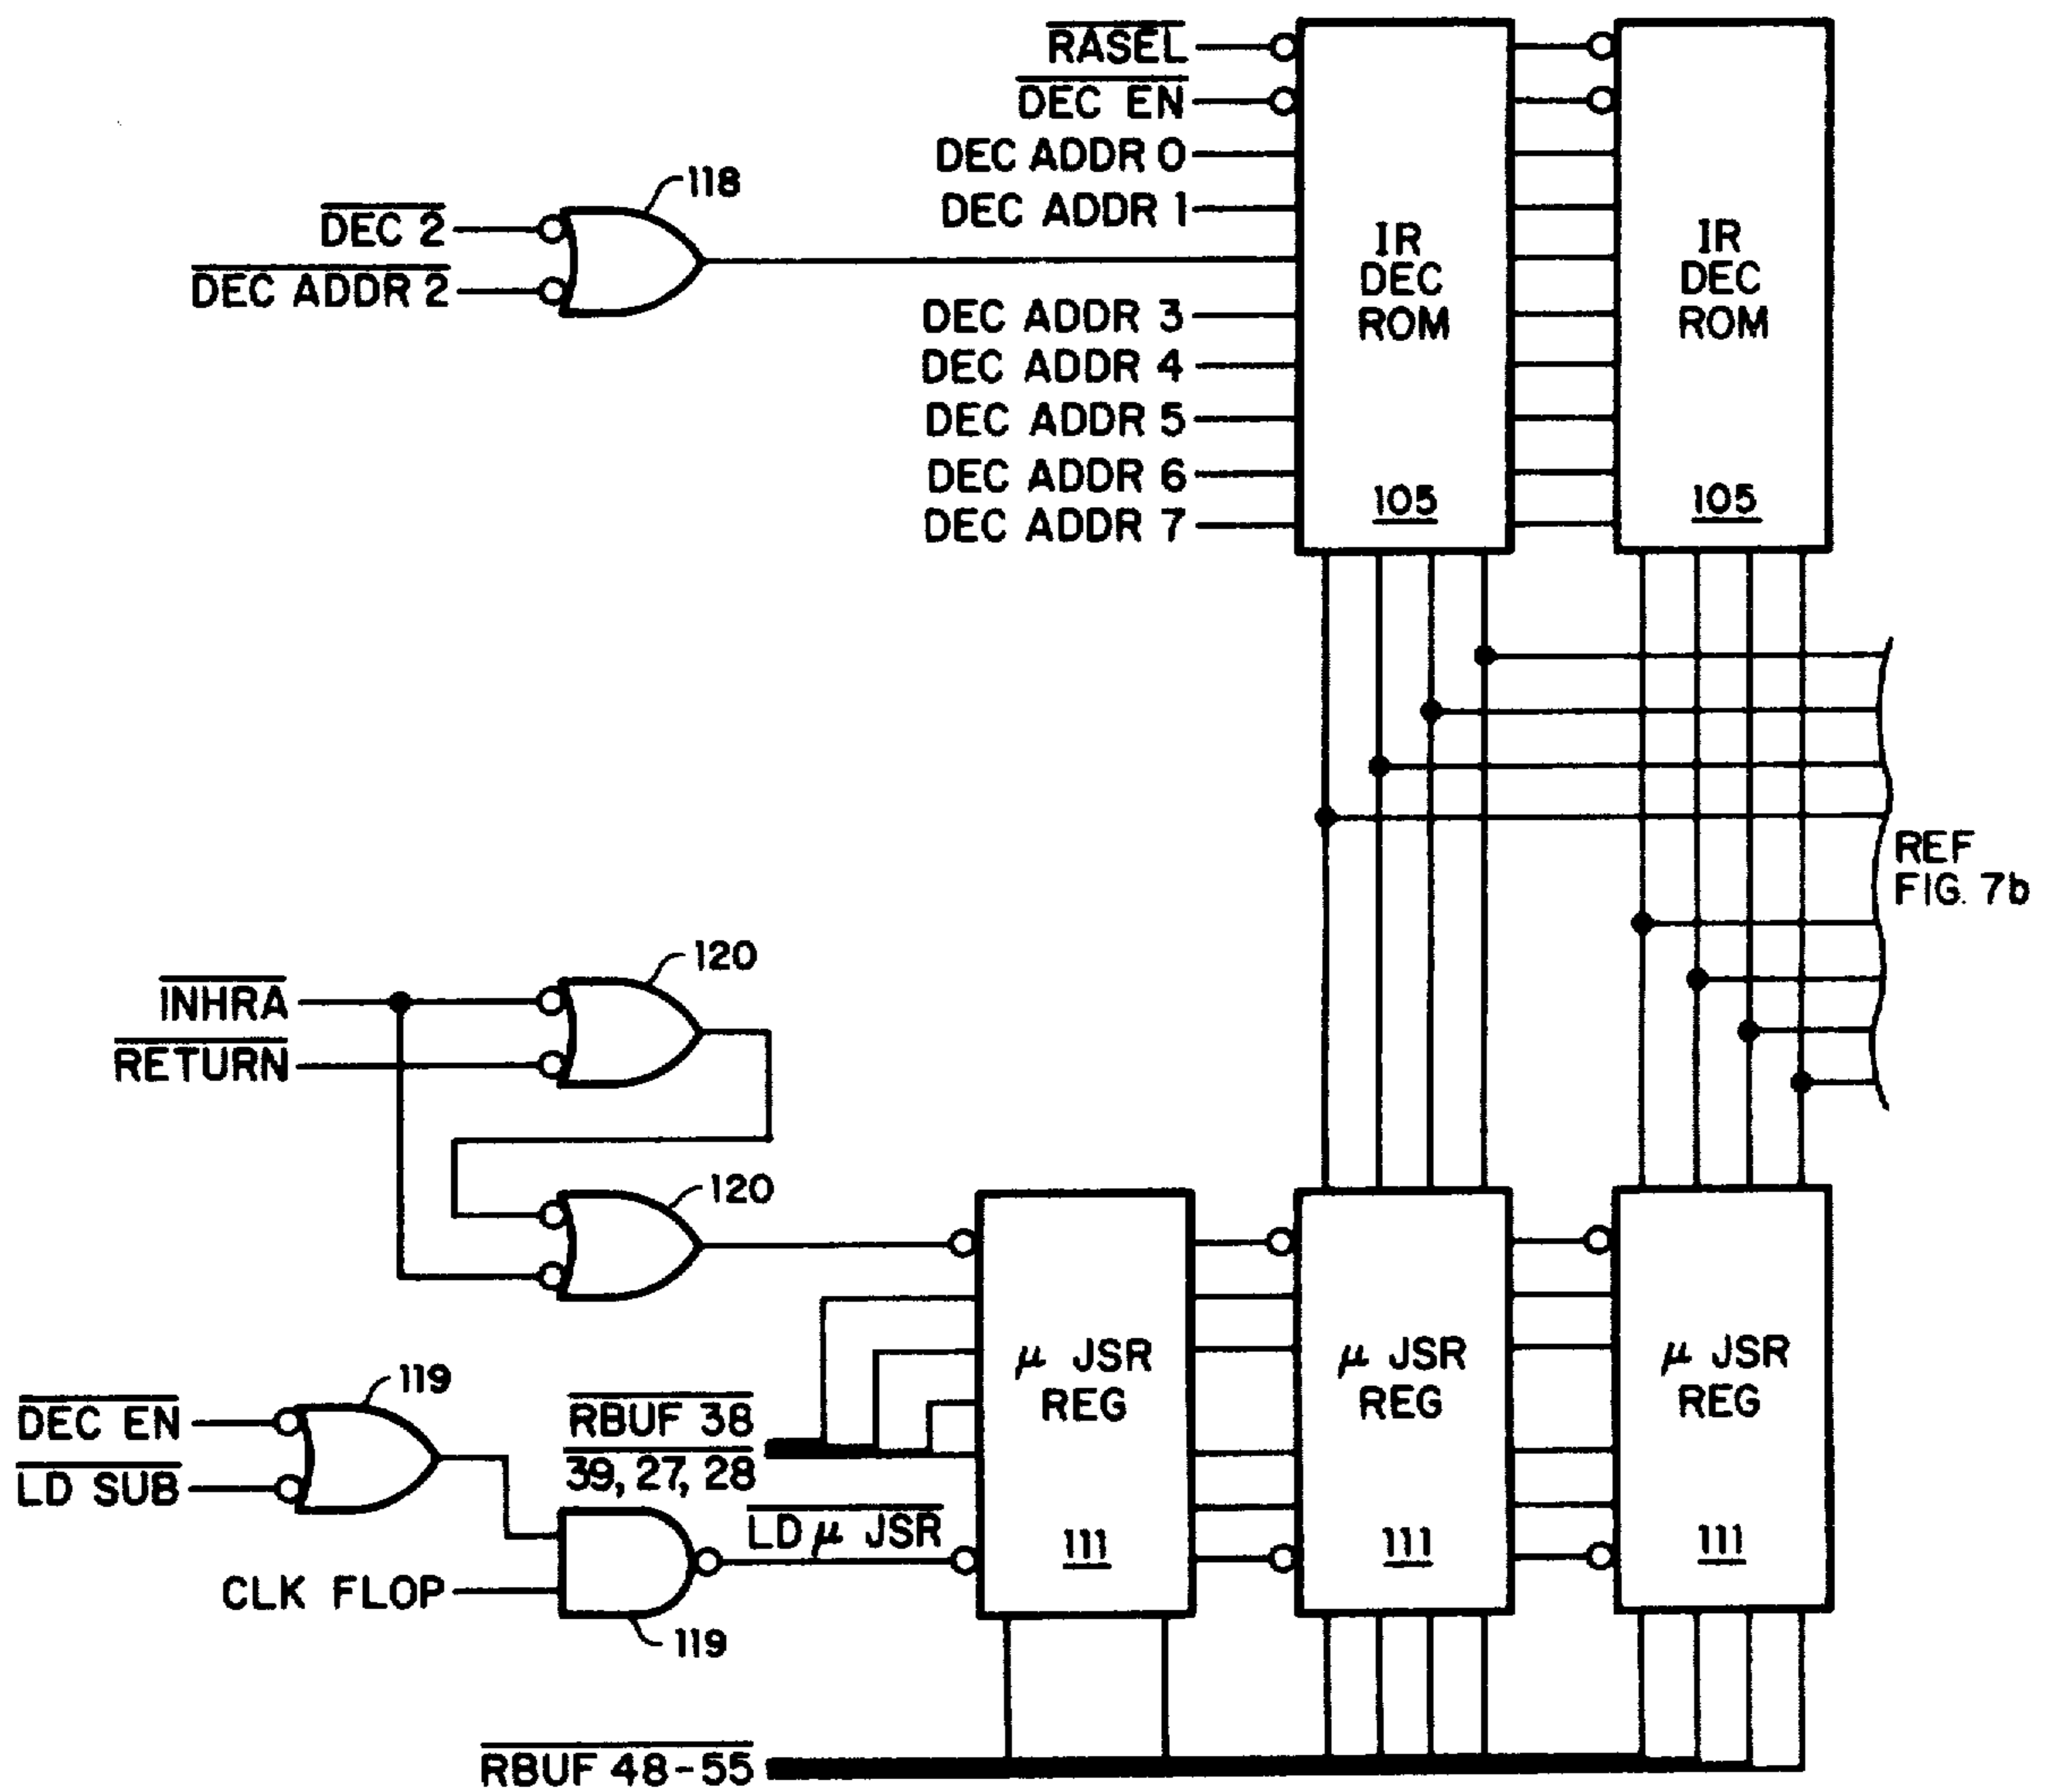 RASEL
DEC EN
DEC ADDR 0
DEC ADDR 1
118
DEC 2
DEC ADDR 2
DEC ADDR 3
DEC ADDR 4
DEC ADDR 5
DEC ADDR 6
DEC ADDR 7
IR
DEC
ROM
105
IR
DEC
ROM
105
REF
FIG. 7b
120
INHRA
RETURN
120
119
DEC EN
LD SUB
CLK FLOP
119
RBUF 38
39, 27, 28
LD μ JSR
μ JSR
REG
111
μ JSR
REG
111
μ JSR
REG
111
RBUF 48-55